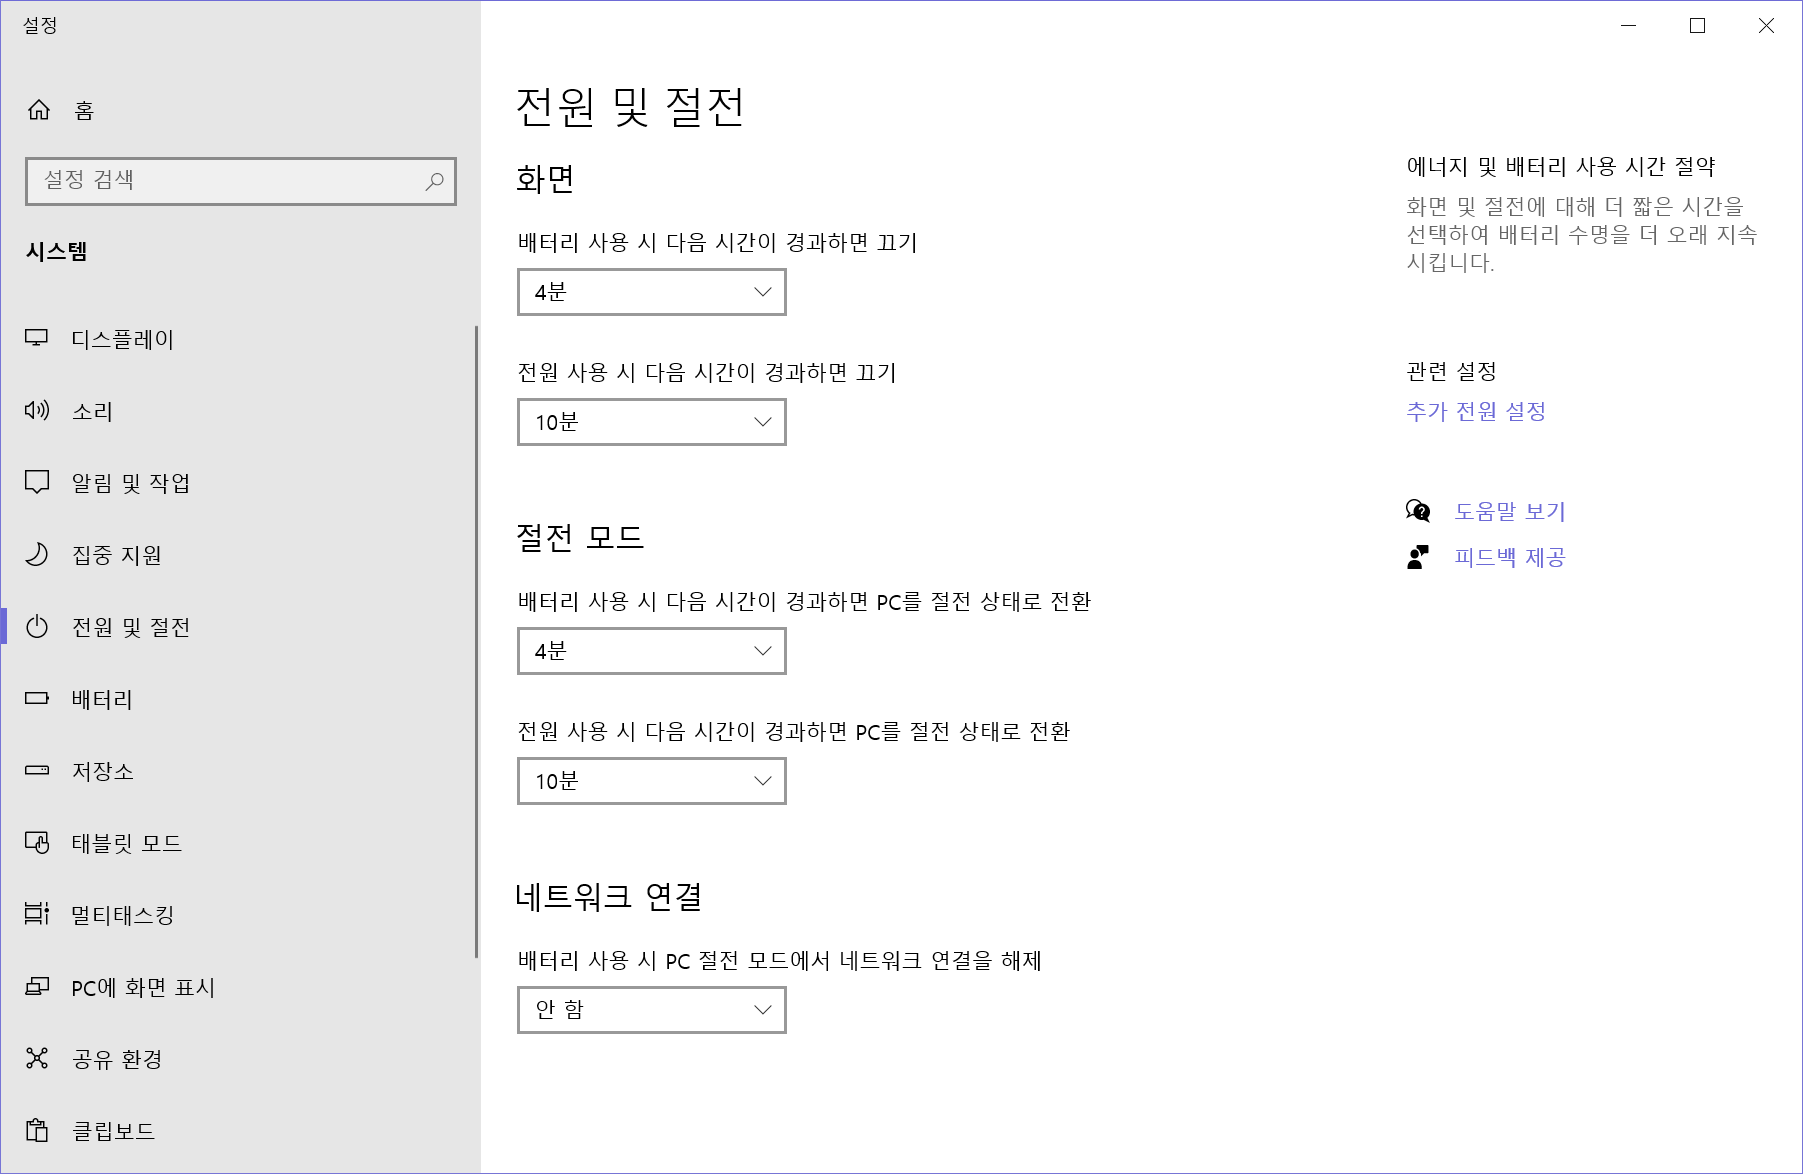 설정
홈
설정 검색
시스템
디스플레이
소리
알림 및 작업
집중 지원
전원 및 절전
배터리
저장소
태블릿 모드
멀티태스킹
PC에 화면 표시
공유 환경
클립보드
전원 및 절전
화면
배터리 사용 시 다음 시간이 경과하면 끄기
4분
전원 사용 시 다음 시간이 경과하면 끄기
10분
절전 모드
배터리 사용 시 다음 시간이 경과하면 PC를 절전 상태로 전환
4분
전원 사용 시 다음 시간이 경과하면 PC를 절전 상태로 전환
10분
네트워크 연결
배터리 사용 시 PC 절전 모드에서 네트워크 연결을 해제
안 함
에너지 및 배터리 사용 시간 절약
화면 및 절전에 대해 더 짧은 시간을
선택하여 배터리 수명을 더 오래 지속
시킵니다.
관련 설정
추가 전원 설정
도움말 보기
피드백 제공